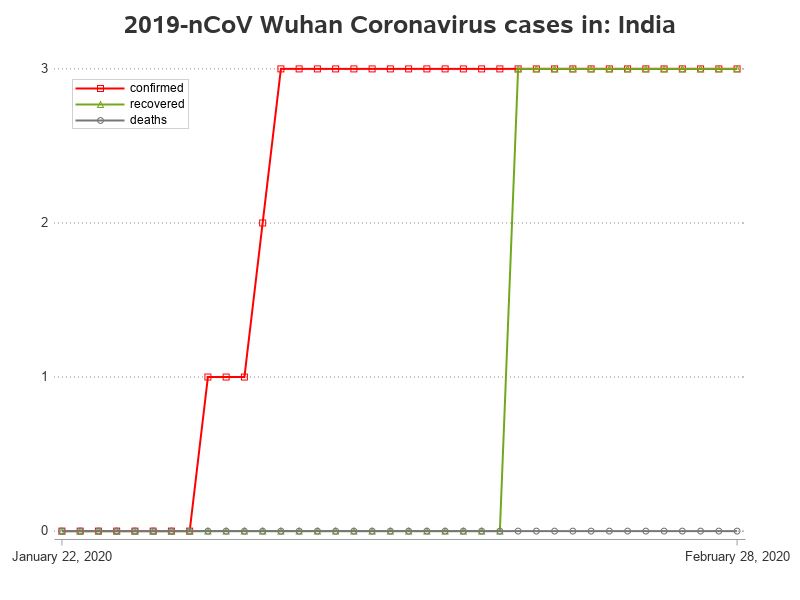 2019-nCoV Wuhan Coronavirus cases in: India
3
confirmed
recovered
deaths
2
1
0
January 22, 2020
February 28, 2020